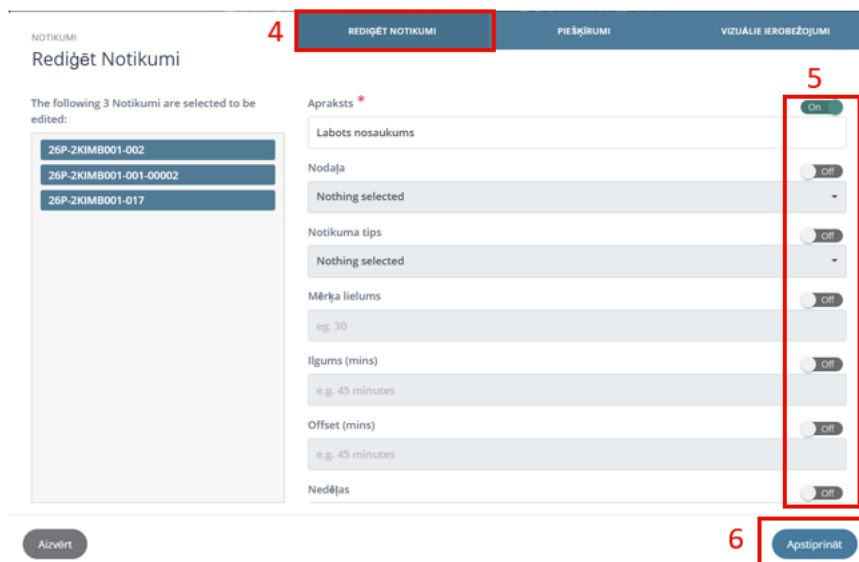 4
REDIĢĒT NOTIKUMI
PIEŠĶĪRUMI
VIZUĀLIE IEROBEŽOJUMI
NOTIKUMI
Rediģēt Notikumi
5
The following 3 Notikumi are selected to be
edited:
26P-2KIMB001-002
26P-2KIMB001-001-00002
26P-2KIMB001-017
Apraksts *
On
Labots nosaukums
Nodaļa
Off
Nothing selected
Notikuma tips
Off
Nothing selected
Mērķa lielums
Off
eg. 30
Ilgums (mins)
Off
e.g. 45 minutes
Offset (mins)
Off
e.g. 45 minutes
Nedēļas
Off
Aizvērt
6
Apstiprināt